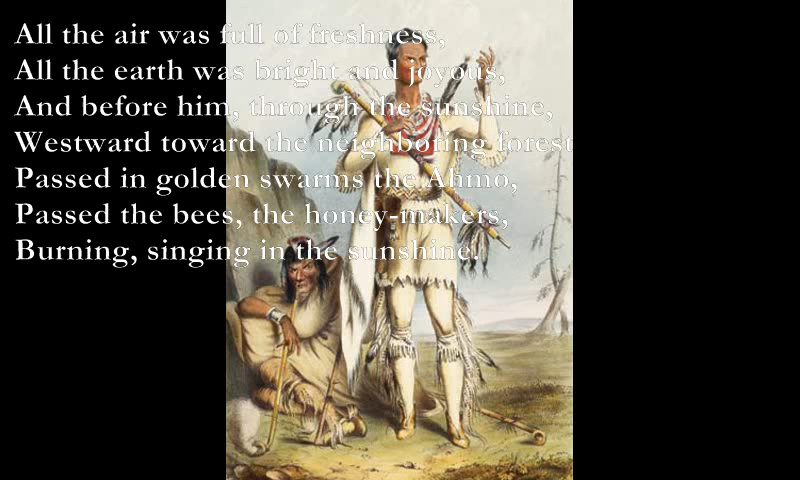 All the air was full of freshness,
All the earth was bright and joyous,
And before him, through the sunshine,
Westward toward the neighboring forest
Passed in golden swarms the Ahmo,
Passed the bees, the honey-makers,
Burning, singing in the sunshine.